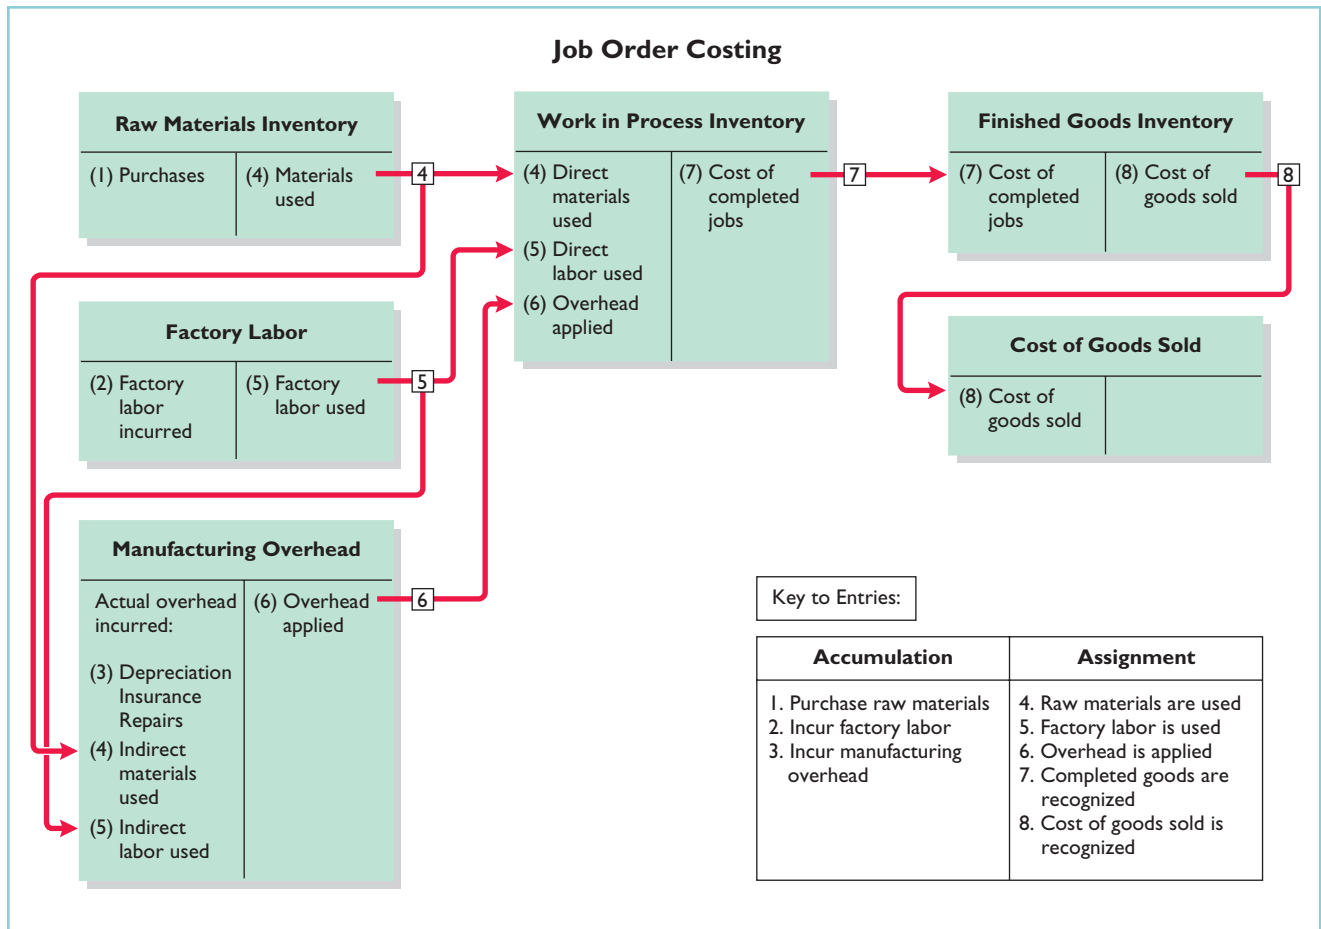 Job Order Costing
Raw Materials Inventory
(1) Purchases
(4) Materials
used
4
Factory Labor
(2) Factory
labor
incurred
(5) Factory
labor used
5
Manufacturing Overhead
Actual overhead
incurred:
(3) Depreciation
Insurance
Repairs
(4) Indirect
materials
used
(5) Indirect
labor used
(6) Overhead
applied
6
Work in Process Inventory
(4) Direct
materials
used
(5) Direct
labor used
(6) Overhead
applied
(7) Cost of
completed
jobs
7
Finished Goods Inventory
(7) Cost of
completed
jobs
(8) Cost of
goods sold
8
Cost of Goods Sold
(8) Cost of
goods sold
Key to Entries:
Accumulation
1. Purchase raw materials
2. Incur factory labor
3. Incur manufacturing
overhead
Assignment
4. Raw materials are used
5. Factory labor is used
6. Overhead is applied
7. Completed goods are
recognized
8. Cost of goods sold is
recognized